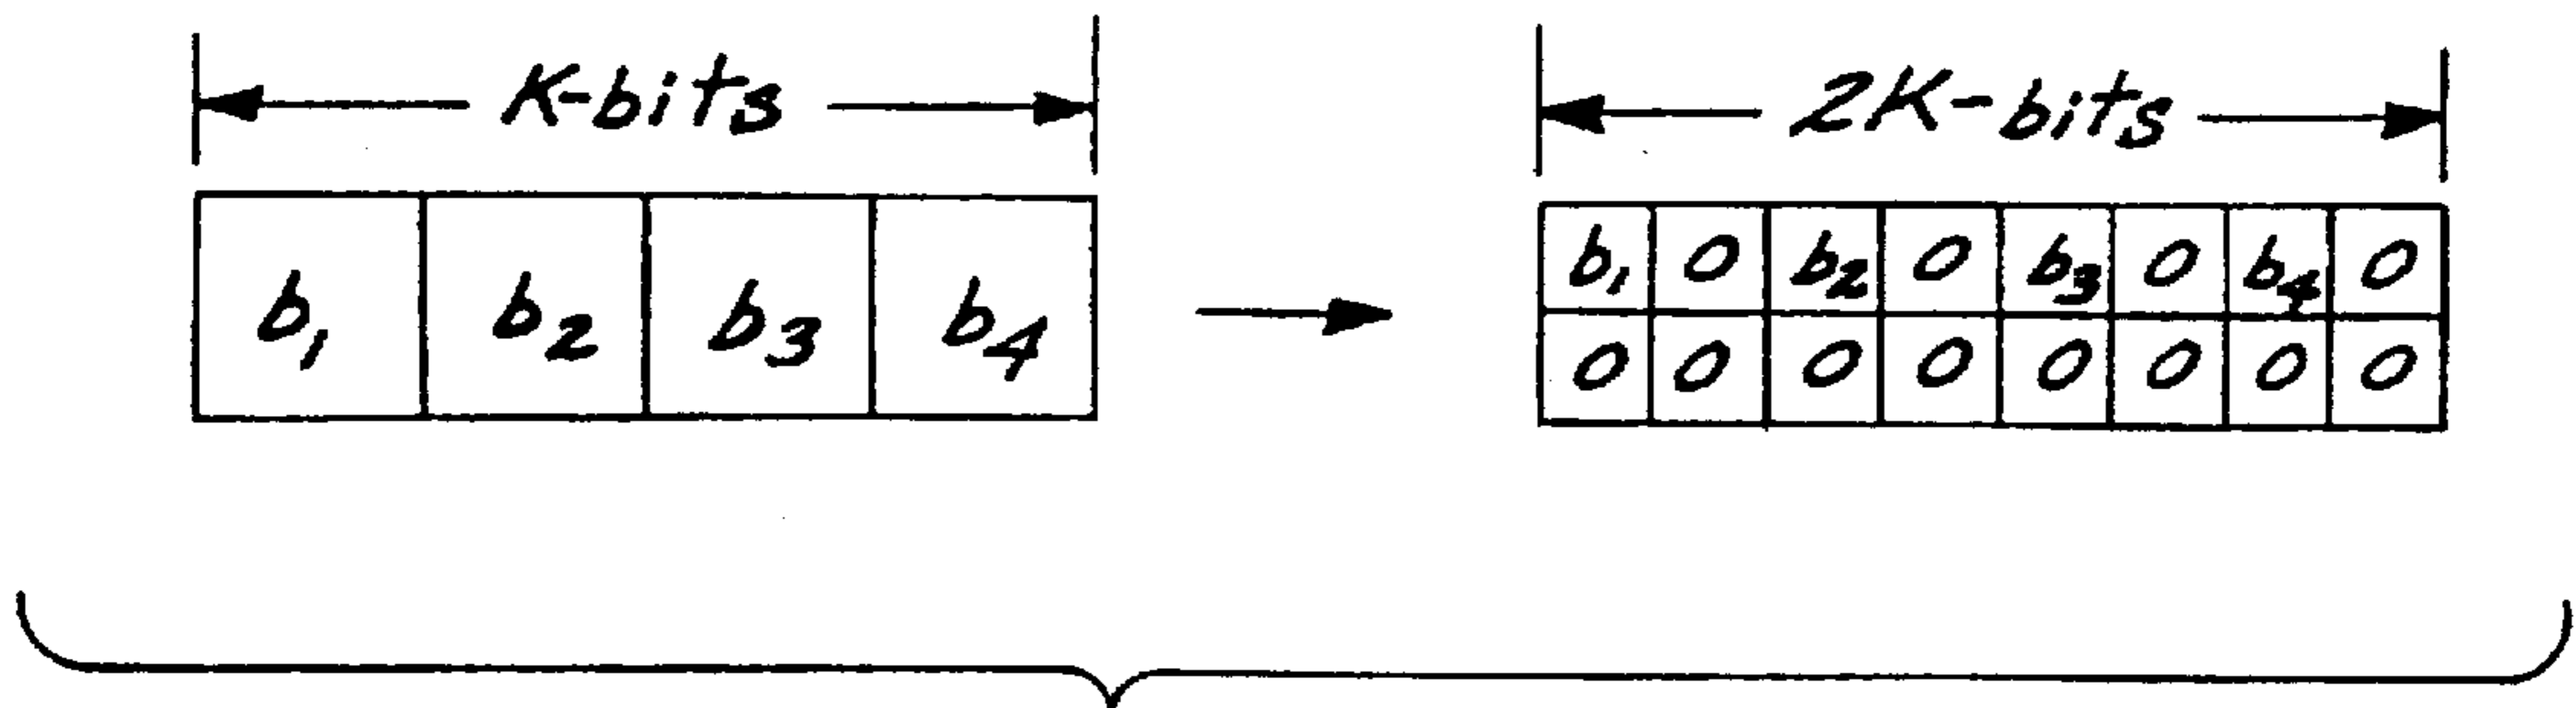 K-bits 2K-bits
b₁ b₂ b₃ b₄
b₁ 0 b₂ 0 b₃ 0 b₄ 0
0 0 0 0 0 0 0 0